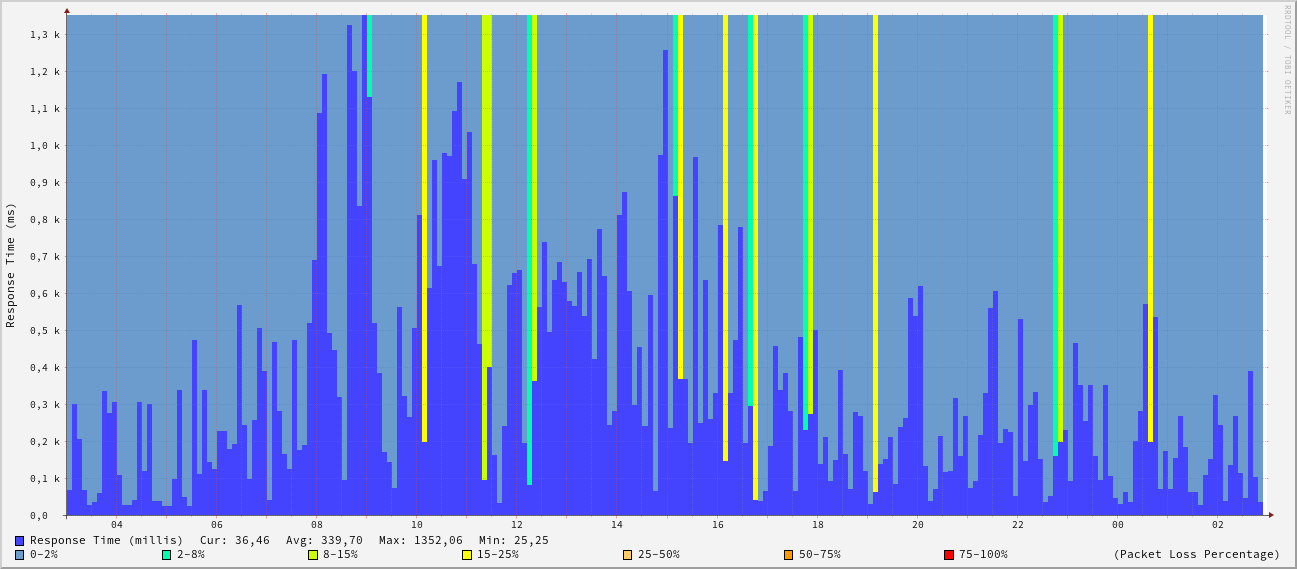 RRDTOOL / TOBI OETIKER
Response Time (ms)
1,3 k
1,2 k
1,1 k
1,0 k
0,9 k
0,8 k
0,7 k
0,6 k
0,5 k
0,4 k
0,3 k
0,2 k
0,1 k
0,0
04 06 08 10 12 14 16 18 20 22 00 02
Response Time (millis) Cur: 36,46 Avg: 339,70 Max: 1352,06 Min: 25,25
0-2% 2-8% 8-15% 15-25% 25-50% 50-75% 75-100% (Packet Loss Percentage)